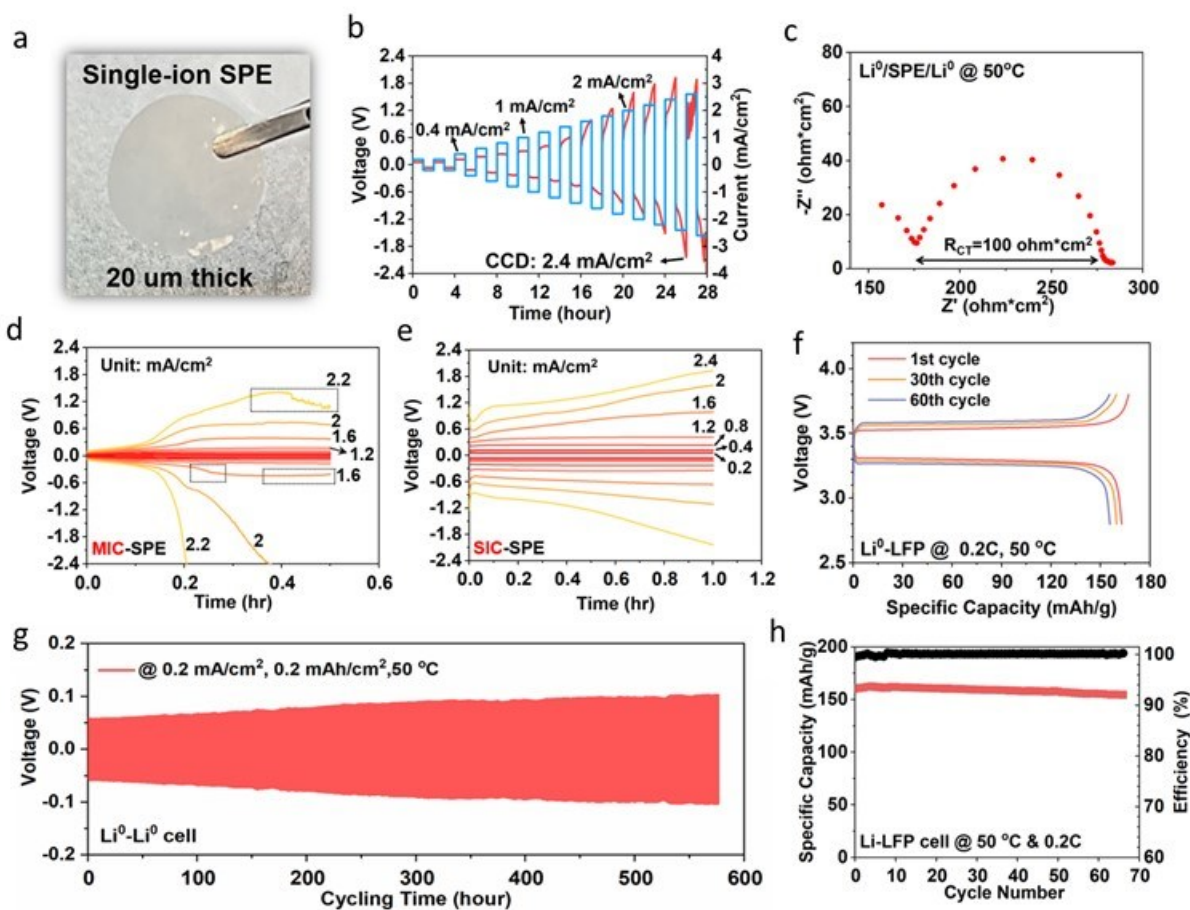 a
Single-ion SPE
20 um thick
b
Voltage (V)
2.4
1.8
1.2
0.6
0.0
-0.6
-1.2
-1.8
-2.4
0.4 mA/cm²
1 mA/cm²
2 mA/cm²
CCD: 2.4 mA/cm²
4
3
2
1
0
-1
-2
-3
-4
Current (mA/cm²)
0 4 8 12 16 20 24 28
Time (hour)
c
Li⁰/SPE/Li⁰ @ 50°C
-Z'' (ohm*cm²)
80
60
40
20
0
R_CT=100 ohm*cm²
150 200 250 300
Z' (ohm*cm²)
d
Unit: mA/cm²
Voltage (V)
2.4
1.8
1.2
0.6
0.0
-0.6
-1.2
-1.8
-2.4
2.2
2
1.6
1.2
1.6
2.2
2
MIC-SPE
0.0 0.2 0.4 0.6
Time (hr)
e
Unit: mA/cm²
Voltage (V)
2.4
1.8
1.2
0.6
0.0
-0.6
-1.2
-1.8
-2.4
2.4
2
1.6
1.2
0.8
0.4
0.2
SIC-SPE
0.0 0.2 0.4 0.6 0.8 1.0 1.2
Time (hr)
f
1st cycle
30th cycle
60th cycle
Voltage (V)
4.0
3.5
3.0
2.5
Li⁰-LFP @ 0.2C, 50 °C
0 30 60 90 120 150 180
Specific Capacity (mAh/g)
g
@ 0.2 mA/cm², 0.2 mAh/cm²,50 °C
Voltage (V)
0.2
0.1
0.0
-0.1
-0.2
Li⁰-Li⁰ cell
0 100 200 300 400 500 600
Cycling Time (hour)
h
Specific Capacity (mAh/g)
200
150
100
50
0
100
90
80
70
60
Efficiency (%)
Li-LFP cell @ 50 °C & 0.2C
0 10 20 30 40 50 60 70
Cycle Number